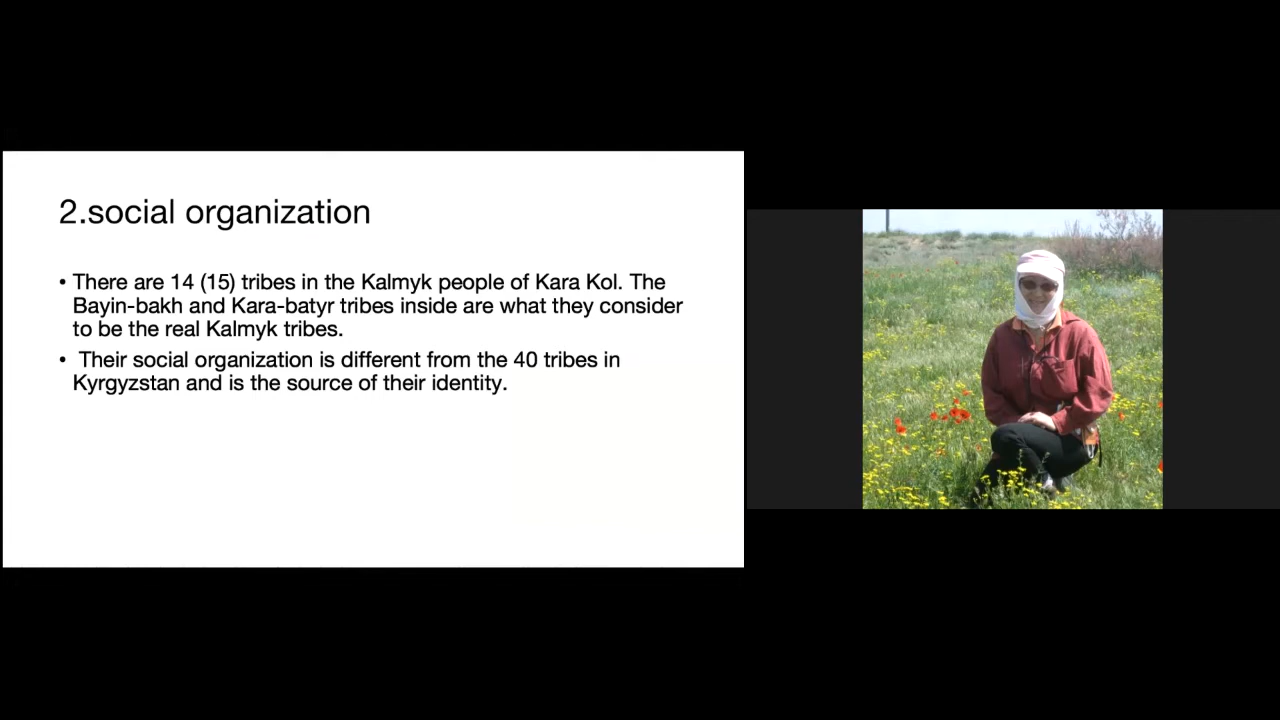 2.social organization
• There are 14 (15) tribes in the Kalmyk people of Kara Kol. The
Bayin-bakh and Kara-batyr tribes inside are what they consider
to be the real Kalmyk tribes.
• Their social organization is different from the 40 tribes in
Kyrgyzstan and is the source of their identity.